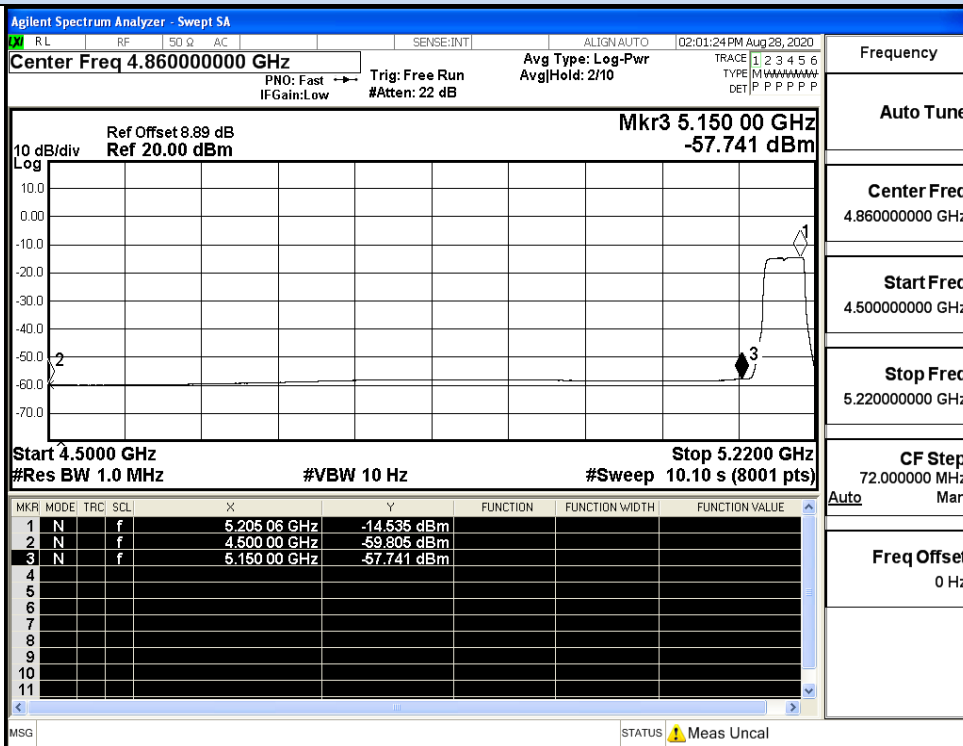 Agilent Spectrum Analyzer - Swept SA
LXI RL RF 50 Ω AC SENSE:INT ALIGNAUTO 02:01:24 PM Aug 28, 2020
Center Freq 4.860000000 GHz
PNO: Fast
IFGain:Low
Trig: Free Run
#Atten: 22 dB
Avg Type: Log-Pwr
Avg|Hold: 2/10
TRACE 1 2 3 4 5 6
TYPE M WWWWW
DET P P P P P P
Frequency
Mkr3 5.150 00 GHz
-57.741 dBm
Ref Offset 8.89 dB
10 dB/div Ref 20.00 dBm
Log
10.0
0.00
-10.0
-20.0
-30.0
-40.0
-50.0
-60.0
-70.0
1
2
3
Start 4.5000 GHz Stop 5.2200 GHz
#Res BW 1.0 MHz #VBW 10 Hz #Sweep 10.10 s (8001 pts)
MKR MODE TRC SCL X Y FUNCTION FUNCTION WIDTH FUNCTION VALUE
1 N f 5.205 06 GHz -14.535 dBm
2 N f 4.500 00 GHz -59.805 dBm
3 N f 5.150 00 GHz -57.741 dBm
4
5
6
7
8
9
10
11
Auto Tune
Center Freq
4.860000000 GHz
Start Freq
4.500000000 GHz
Stop Freq
5.220000000 GHz
CF Step
72.000000 MHz
Auto Man
Freq Offset
0 Hz
MSG STATUS Meas Uncal